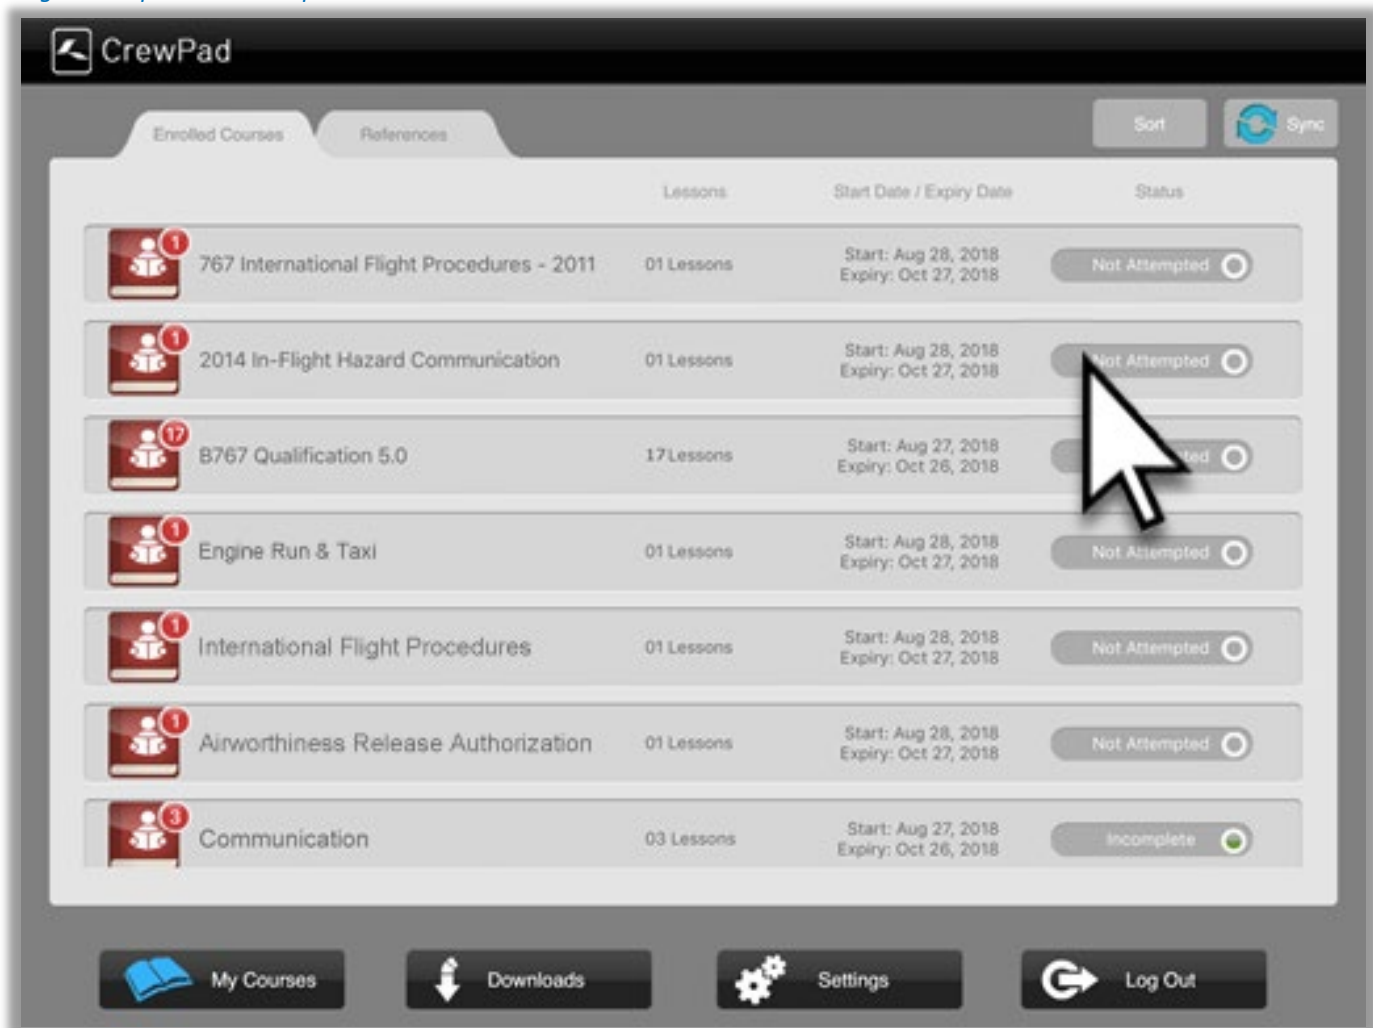 CrewPad
Enrolled Courses References Sort Sync
Lessons Start Date / Expiry Date Status
1
767 International Flight Procedures - 2011 01 Lessons Start: Aug 28, 2018
Expiry: Oct 27, 2018
Not Attempted
1
2014 In-Flight Hazard Communication 01 Lessons Start: Aug 28, 2018
Expiry: Oct 27, 2018
Not Attempted
17
B767 Qualification 5.0 17 Lessons Start: Aug 27, 2018
Expiry: Oct 26, 2018
1
Engine Run & Taxi 01 Lessons Start: Aug 28, 2018
Expiry: Oct 27, 2018
Not Attempted
1
International Flight Procedures 01 Lessons Start: Aug 28, 2018
Expiry: Oct 27, 2018
Not Attempted
1
Airworthiness Release Authorization 01 Lessons Start: Aug 28, 2018
Expiry: Oct 27, 2018
Not Attempted
3
Communication 03 Lessons Start: Aug 27, 2018
Expiry: Oct 26, 2018
Incomplete
My Courses Downloads Settings Log Out